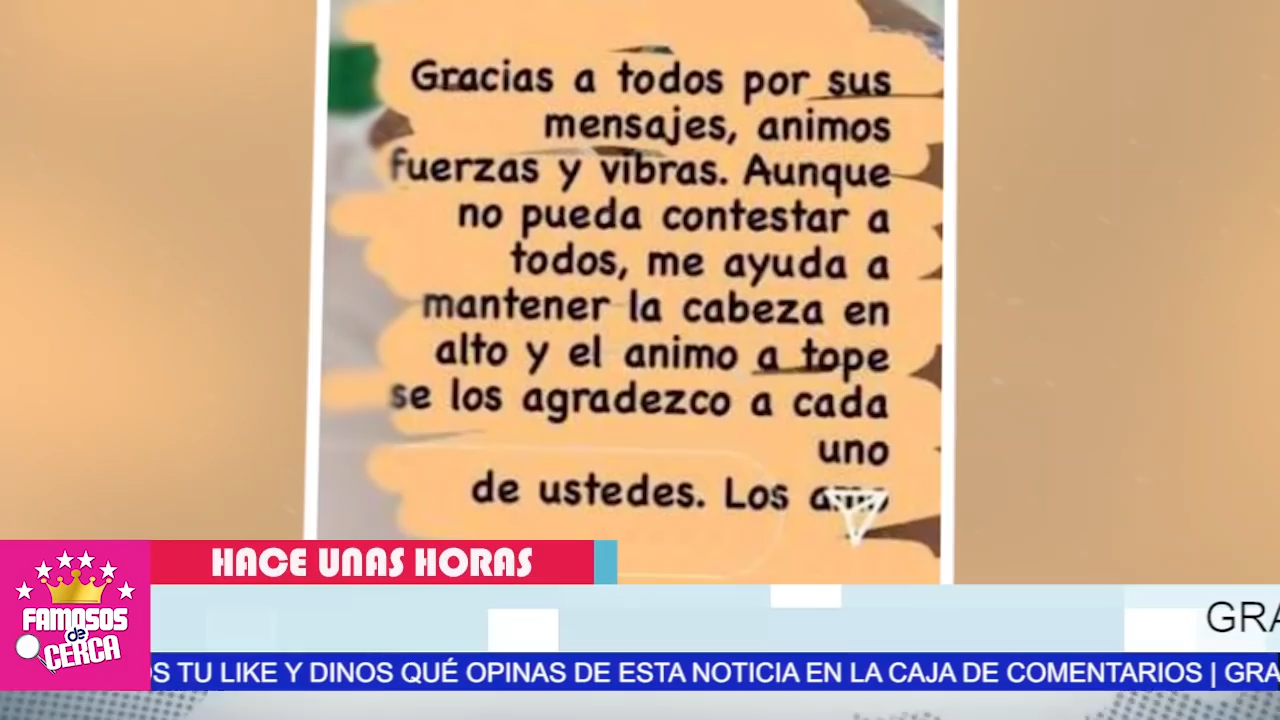 Gracias a todos por sus
mensajes, animos
fuerzas y vibras. Aunque
no pueda contestar a
todos, me ayuda a
mantener la cabeza en
alto y el animo a tope
se los agradezco a cada
uno
de ustedes. Los amo
HACE UNAS HORAS
FAMOSOS
de
CERCA
GRA
OS TU LIKE Y DINOS QUÉ OPINAS DE ESTA NOTICIA EN LA CAJA DE COMENTARIOS | GRA